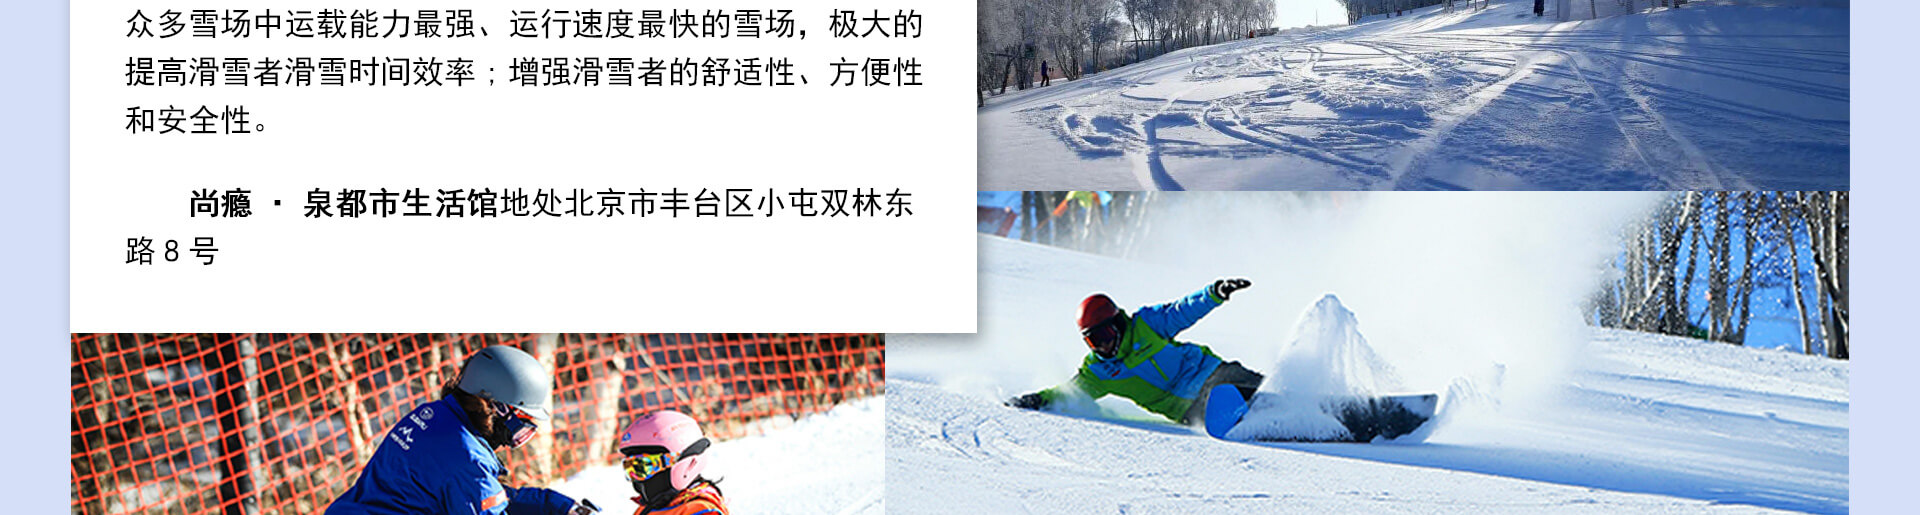 众多雪场中运载能力最强、运行速度最快的雪场，极大的
提高滑雪者滑雪时间效率；增强滑雪者的舒适性、方便性
和安全性。
尚瘾 · 泉都市生活馆地处北京市丰台区小屯双林东
路 8 号